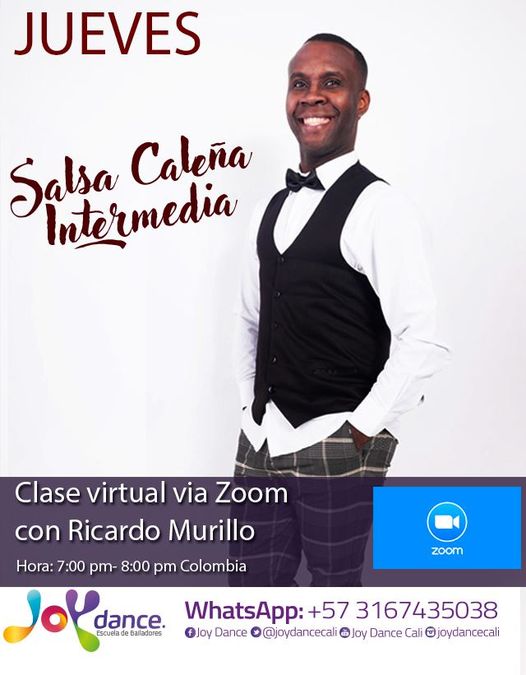 JUEVES
Salsa Caleña
Intermedia
Clase virtual via Zoom
con Ricardo Murillo
Hora: 7:00 pm- 8:00 pm Colombia
zoom
Joy dance.
Escuela de Bailadores
WhatsApp: +57 3167435038
Joy Dance @joydancecali Joy Dance Cali joydancecali